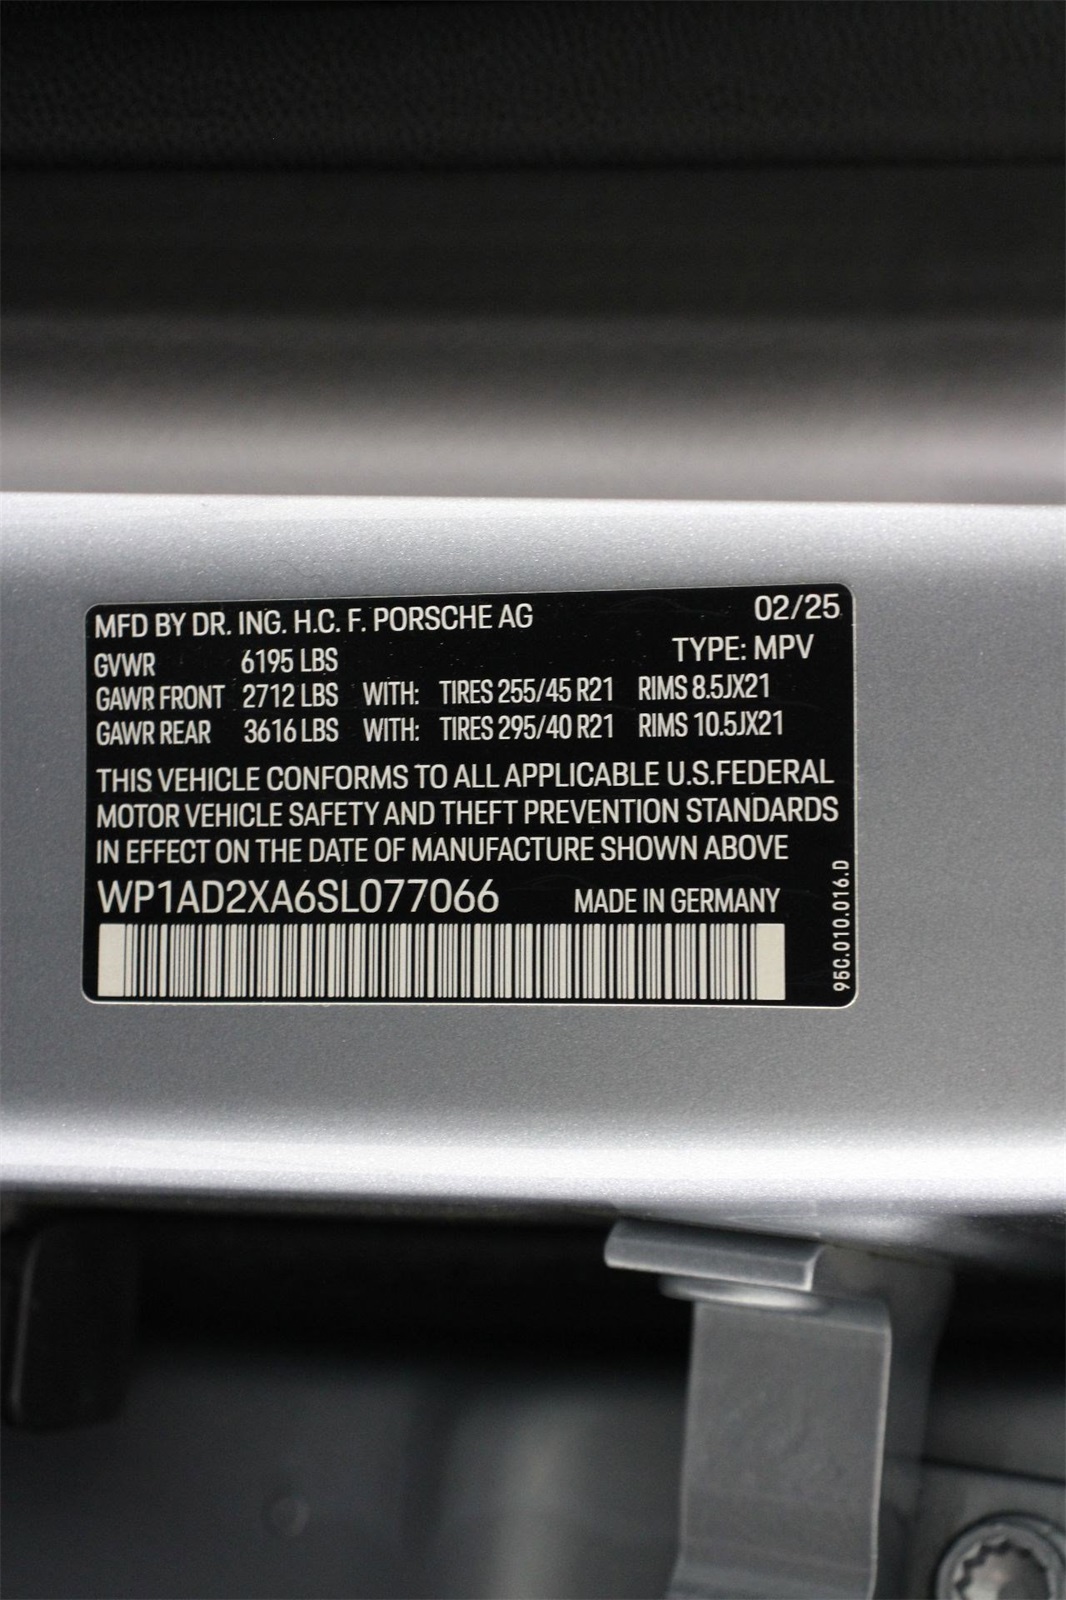 MFD BY DR. ING. H.C. F. PORSCHE AG 02/25
GVWR 6195 LBS TYPE: MPV
GAWR FRONT 2712 LBS WITH: TIRES 255/45 R21 RIMS 8.5JX21
GAWR REAR 3616 LBS WITH: TIRES 295/40 R21 RIMS 10.5JX21
THIS VEHICLE CONFORMS TO ALL APPLICABLE U.S.FEDERAL
MOTOR VEHICLE SAFETY AND THEFT PREVENTION STANDARDS
IN EFFECT ON THE DATE OF MANUFACTURE SHOWN ABOVE
WP1AD2XA6SL077066 MADE IN GERMANY
95C.010.016.D